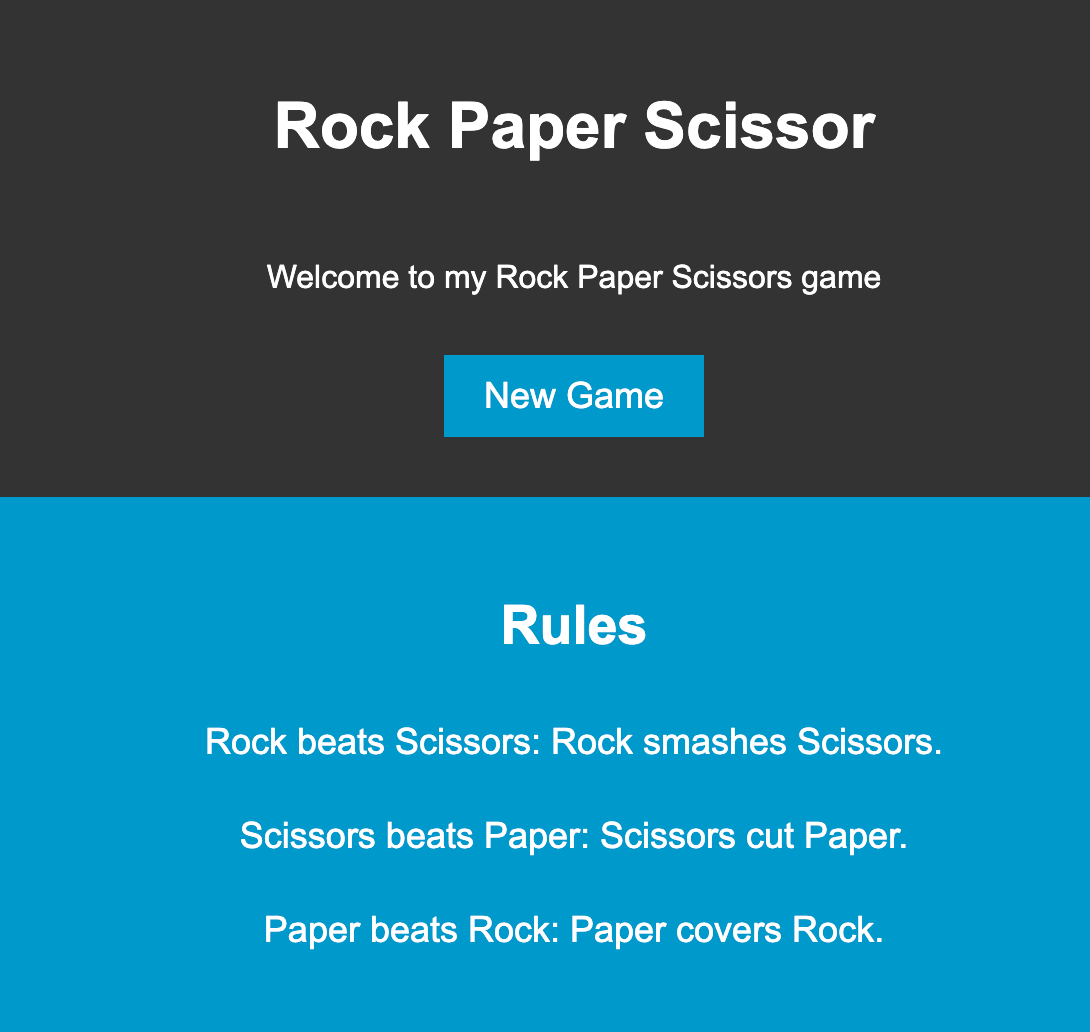 Rock Paper Scissor
Welcome to my Rock Paper Scissors game
New Game
Rules
Rock beats Scissors: Rock smashes Scissors.
Scissors beats Paper: Scissors cut Paper.
Paper beats Rock: Paper covers Rock.